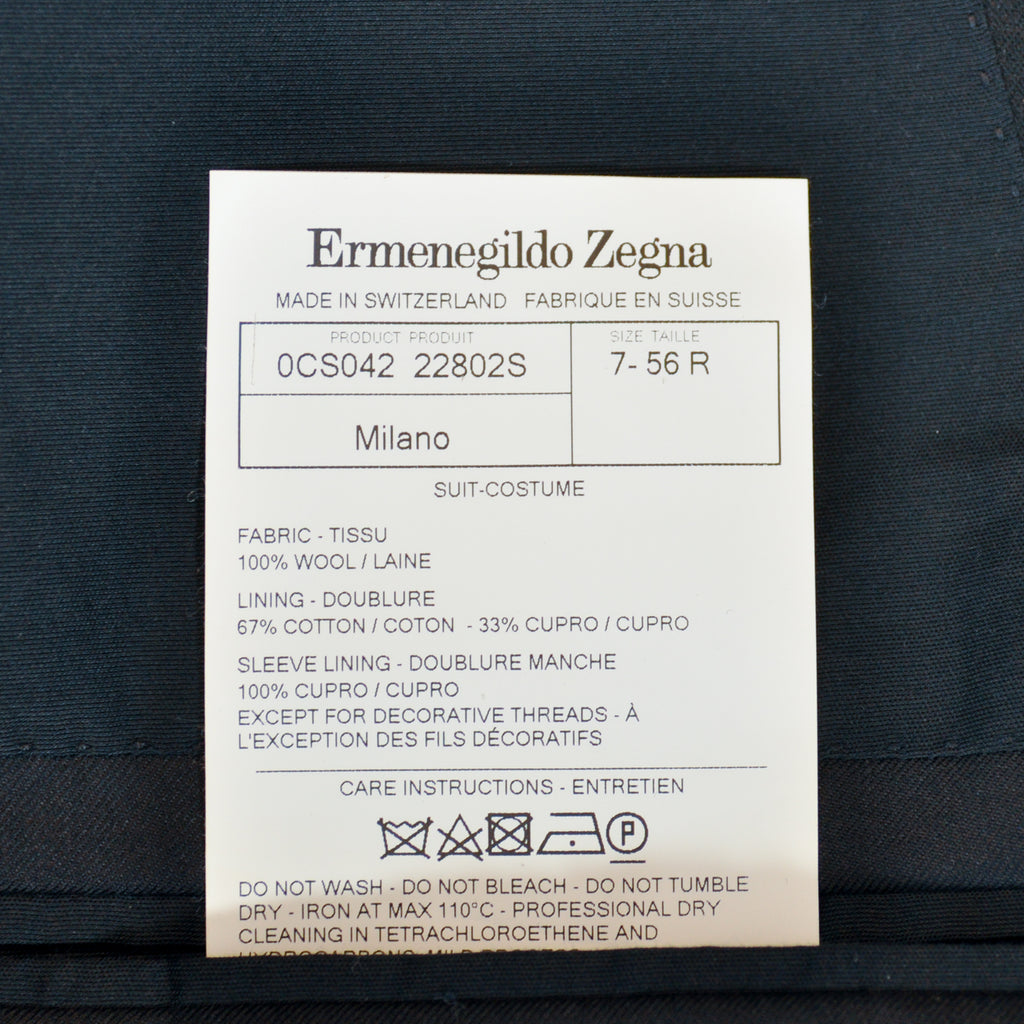 Ermenegildo Zegna
MADE IN SWITZERLAND FABRIQUE EN SUISSE
PRODUCT PRODUIT
0CS042 22802S
SIZE TAILLE
7- 56 R
Milano
SUIT-COSTUME
FABRIC - TISSU
100% WOOL / LAINE
LINING - DOUBLURE
67% COTTON / COTON - 33% CUPRO / CUPRO
SLEEVE LINING - DOUBLURE MANCHE
100% CUPRO / CUPRO
EXCEPT FOR DECORATIVE THREADS - À
L'EXCEPTION DES FILS DÉCORATIFS
CARE INSTRUCTIONS - ENTRETIEN
P
DO NOT WASH - DO NOT BLEACH - DO NOT TUMBLE
DRY - IRON AT MAX 110°C - PROFESSIONAL DRY
CLEANING IN TETRACHLOROETHENE AND